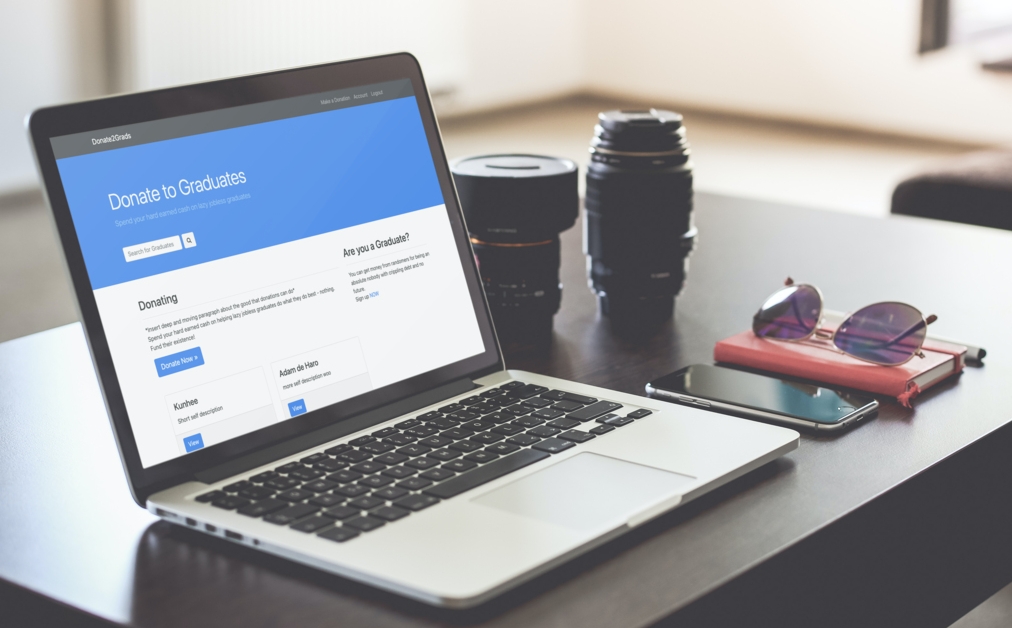 Donate2Grads
Make a Donation Account Logout
Donate to Graduates
Spend your hard earned cash on lazy jobless graduates
Search for Graduates
Donating
*insert deep and moving paragraph about the good that donations can do*
Spend your hard earned cash on helping lazy jobless graduates do what they do best - nothing.
Fund their existence!
Donate Now »
Are you a Graduate?
You can get money from randomers for being an
absolute nobody with crippling debt and no
future.
Sign up NOW
Kunhee
Short self description
View
Adam de Haro
more self description woo
View